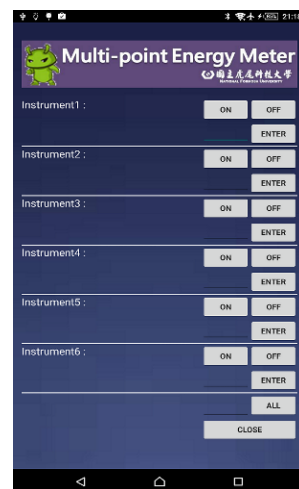 21:1
Multi-point Energy Meter
國立虎尾科技大學
NATIONAL FORMOSA UNIVERSITY
Instrument1 :
ON OFF
ENTER
Instrument2 :
ON OFF
ENTER
Instrument3 :
ON OFF
ENTER
Instrument4 :
ON OFF
ENTER
Instrument5 :
ON OFF
ENTER
Instrument6 :
ON OFF
ENTER
ALL
CLOSE